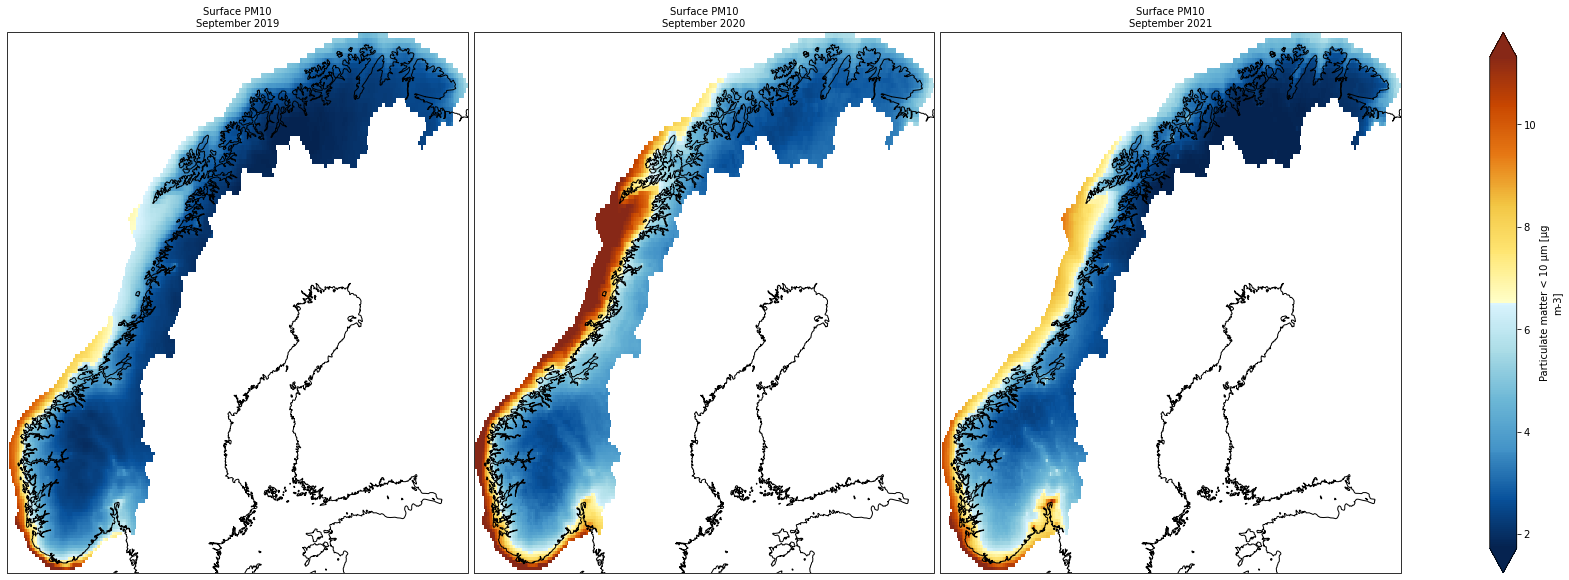 Surface PM10
September 2019
Surface PM10
September 2020
Surface PM10
September 2021
10
8
6
4
2
Particulate matter < 10 µm [µg
m-3]